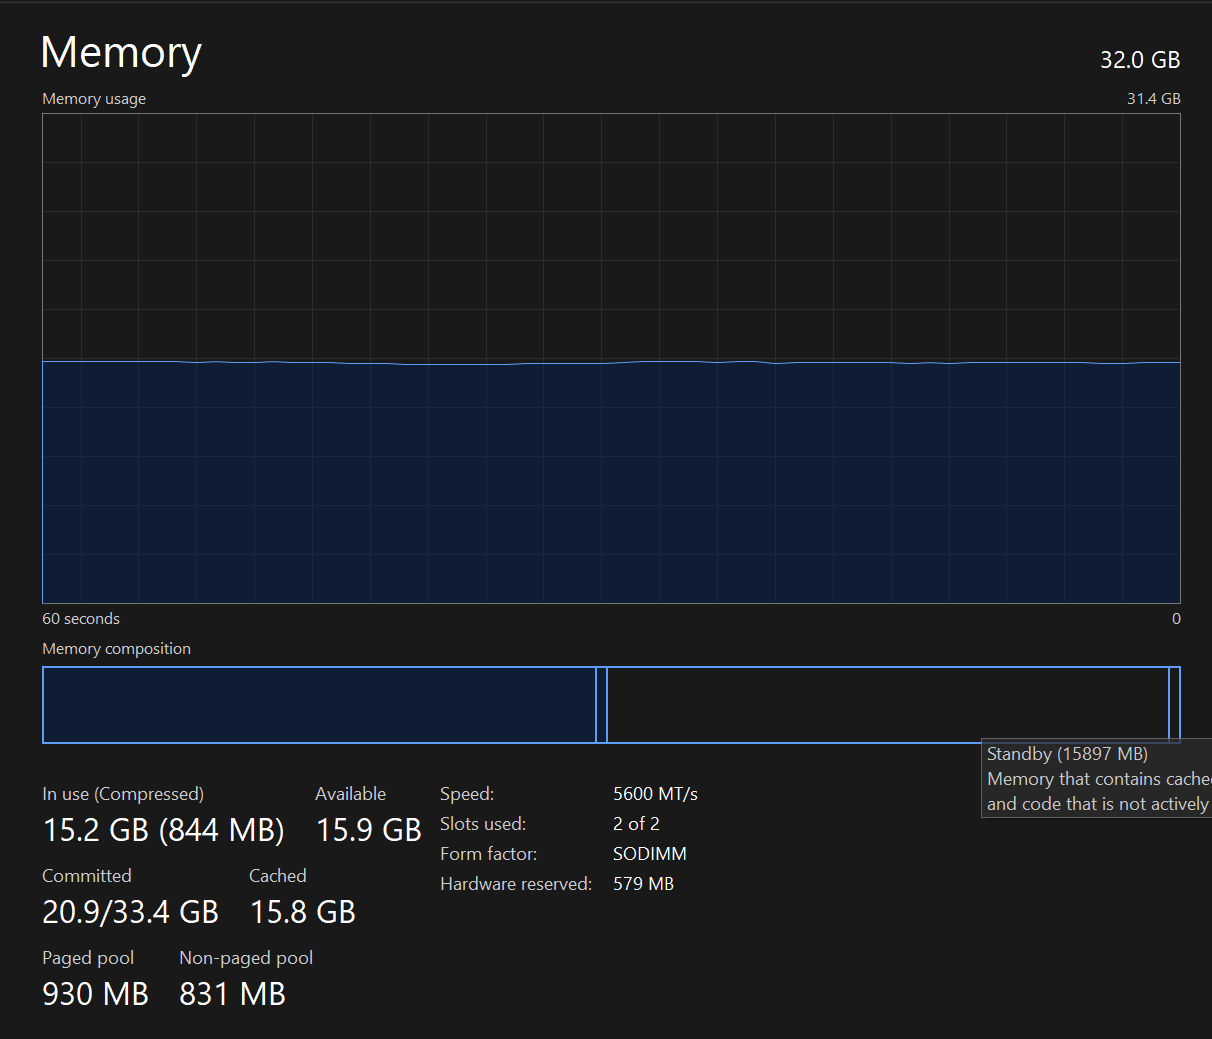 Memory
32.0 GB
Memory usage
31.4 GB
60 seconds
0
Memory composition
Standby (15897 MB)
Memory that contains cache
and code that is not actively
In use (Compressed)
15.2 GB (844 MB)
Available
15.9 GB
Committed
20.9/33.4 GB
Cached
15.8 GB
Paged pool
930 MB
Non-paged pool
831 MB
Speed: 5600 MT/s
Slots used: 2 of 2
Form factor: SODIMM
Hardware reserved: 579 MB